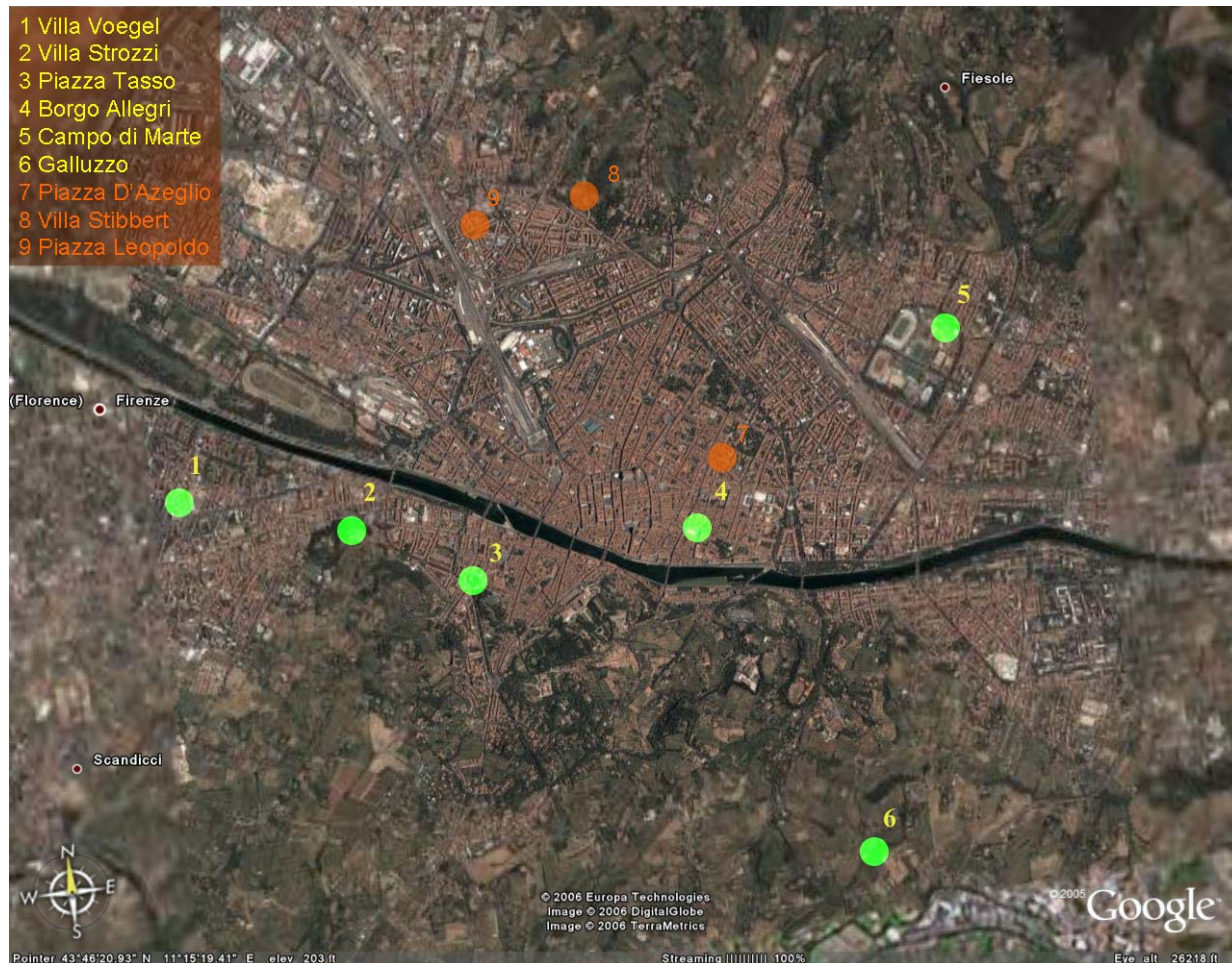 1 Villa Voegel
2 Villa Strozzi
3 Piazza Tasso
4 Borgo Allegri
5 Campo di Marte
6 Galluzzo
7 Piazza D'Azeglio
8 Villa Stibbert
9 Piazza Leopoldo
Fiesole
8
9
5
(Florence) Firenze
7
1
2
4
3
Scandicci
6
N
W E
S
© 2006 Europa Technologies
Image © 2006 DigitalGlobe
Image © 2006 TerraMetrics
© 2005 Google
Pointer 43°46'20.93" N 11°15'19.41" E elev 203 ft Streaming |||||||||| 100% Eye alt 26218 ft